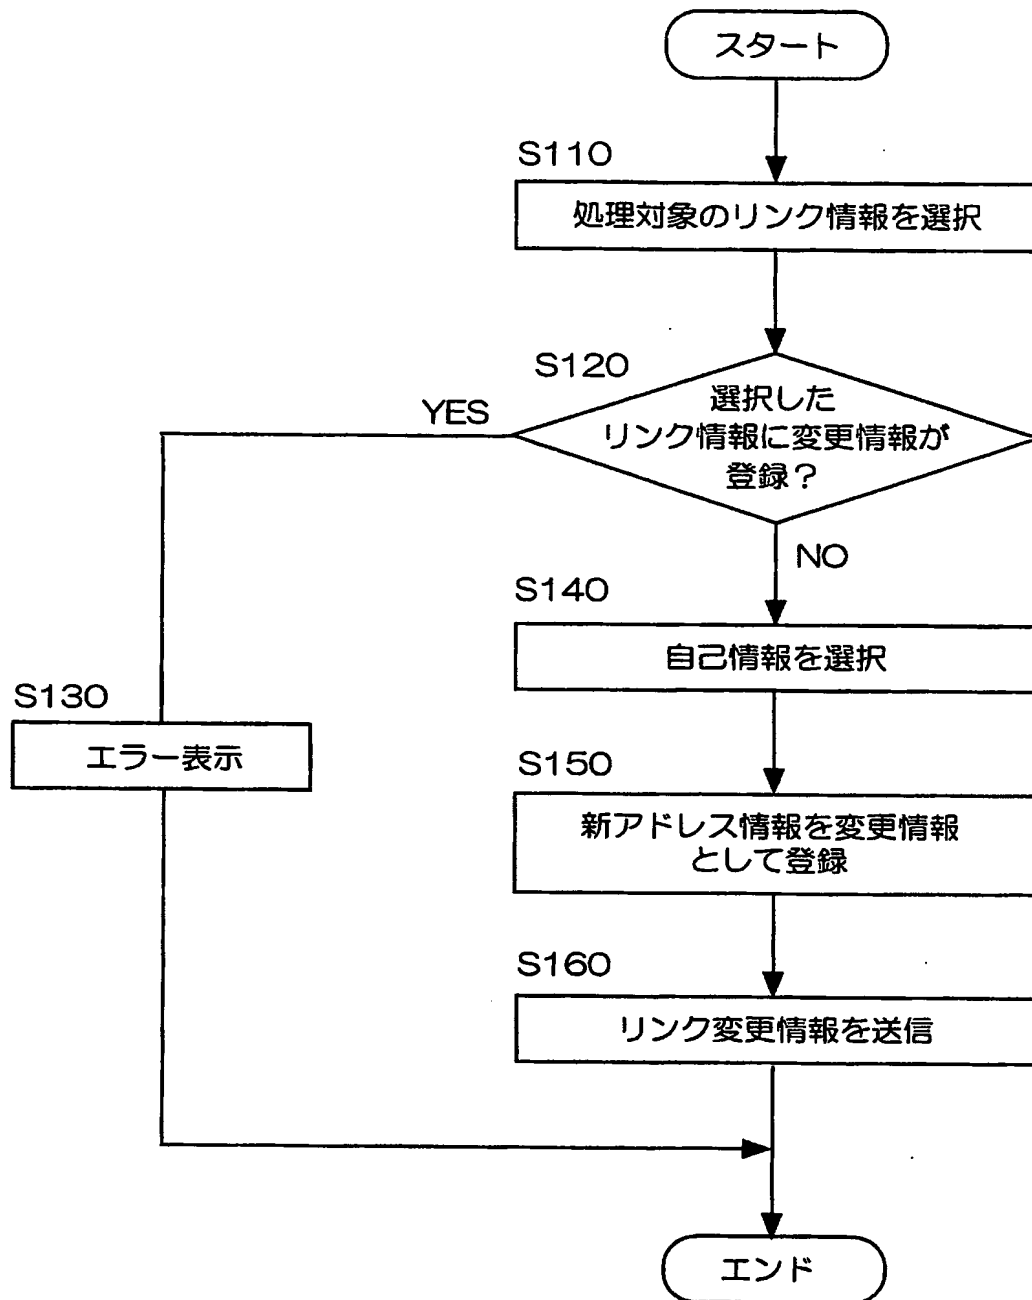 スタート
S110
処理対象のリンク情報を選択
S120
選択した
リンク情報に変更情報が
登録？
YES
NO
S140
自己情報を選択
S130
エラー表示
S150
新アドレス情報を変更情報
として登録
S160
リンク変更情報を送信
エンド